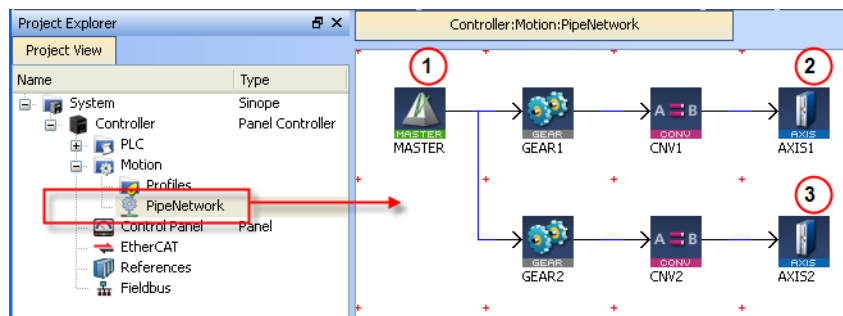 Project Explorer
Project View
Name Type
System Sinope
Controller Panel Controller
PLC
Motion
Profiles
PipeNetwork
Control Panel Panel
EtherCAT
References
Fieldbus
Controller:Motion:PipeNetwork
1
2
MASTER
GEAR
A = B
CONV
AXIS
MASTER
GEAR1
CNV1
AXIS1
3
GEAR
A = B
CONV
AXIS
GEAR2
CNV2
AXIS2